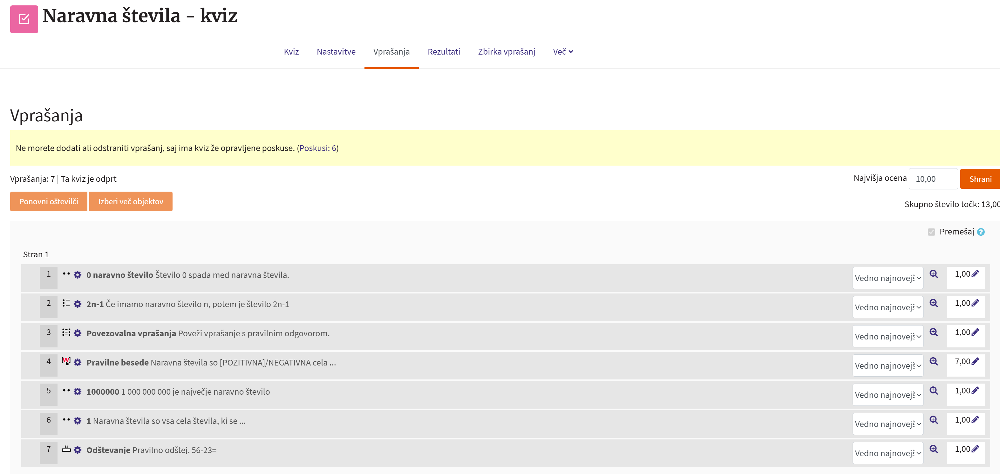 Naravna števila - kviz
Kviz Nastavitve Vprašanja Rezultati Zbirka vprašanj Več
Vprašanja
Ne morete dodati ali odstraniti vprašanj, saj ima kviz že opravljene poskuse. (Poskusi: 6)
Vprašanja: 7 | Ta kviz je odprt
Najvišja ocena 10,00 Shrani
Ponovni oštevilči Izberi več objektov
Skupno število točk: 13,00
Premešaj ?
Stran 1
1 0 naravno število Število 0 spada med naravna števila. Vedno najnovejš 1,00
2 2n-1 Če imamo naravno število n, potem je število 2n-1 Vedno najnovejš 1,00
3 Povezovalna vprašanja Poveži vprašanje s pravilnim odgovorom. Vedno najnovejš 1,00
4 [W] Pravilne besede Naravna števila so [POZITIVNA]/NEGATIVNA cela ... Vedno najnovejš 7,00
5 1000000 1 000 000 000 je največje naravno število Vedno najnovejš 1,00
6 1 Naravna števila so vsa cela števila, ki se ... Vedno najnovejš 1,00
7 12 Odštevanje Pravilno odštej. 56-23= Vedno najnovejš 1,00